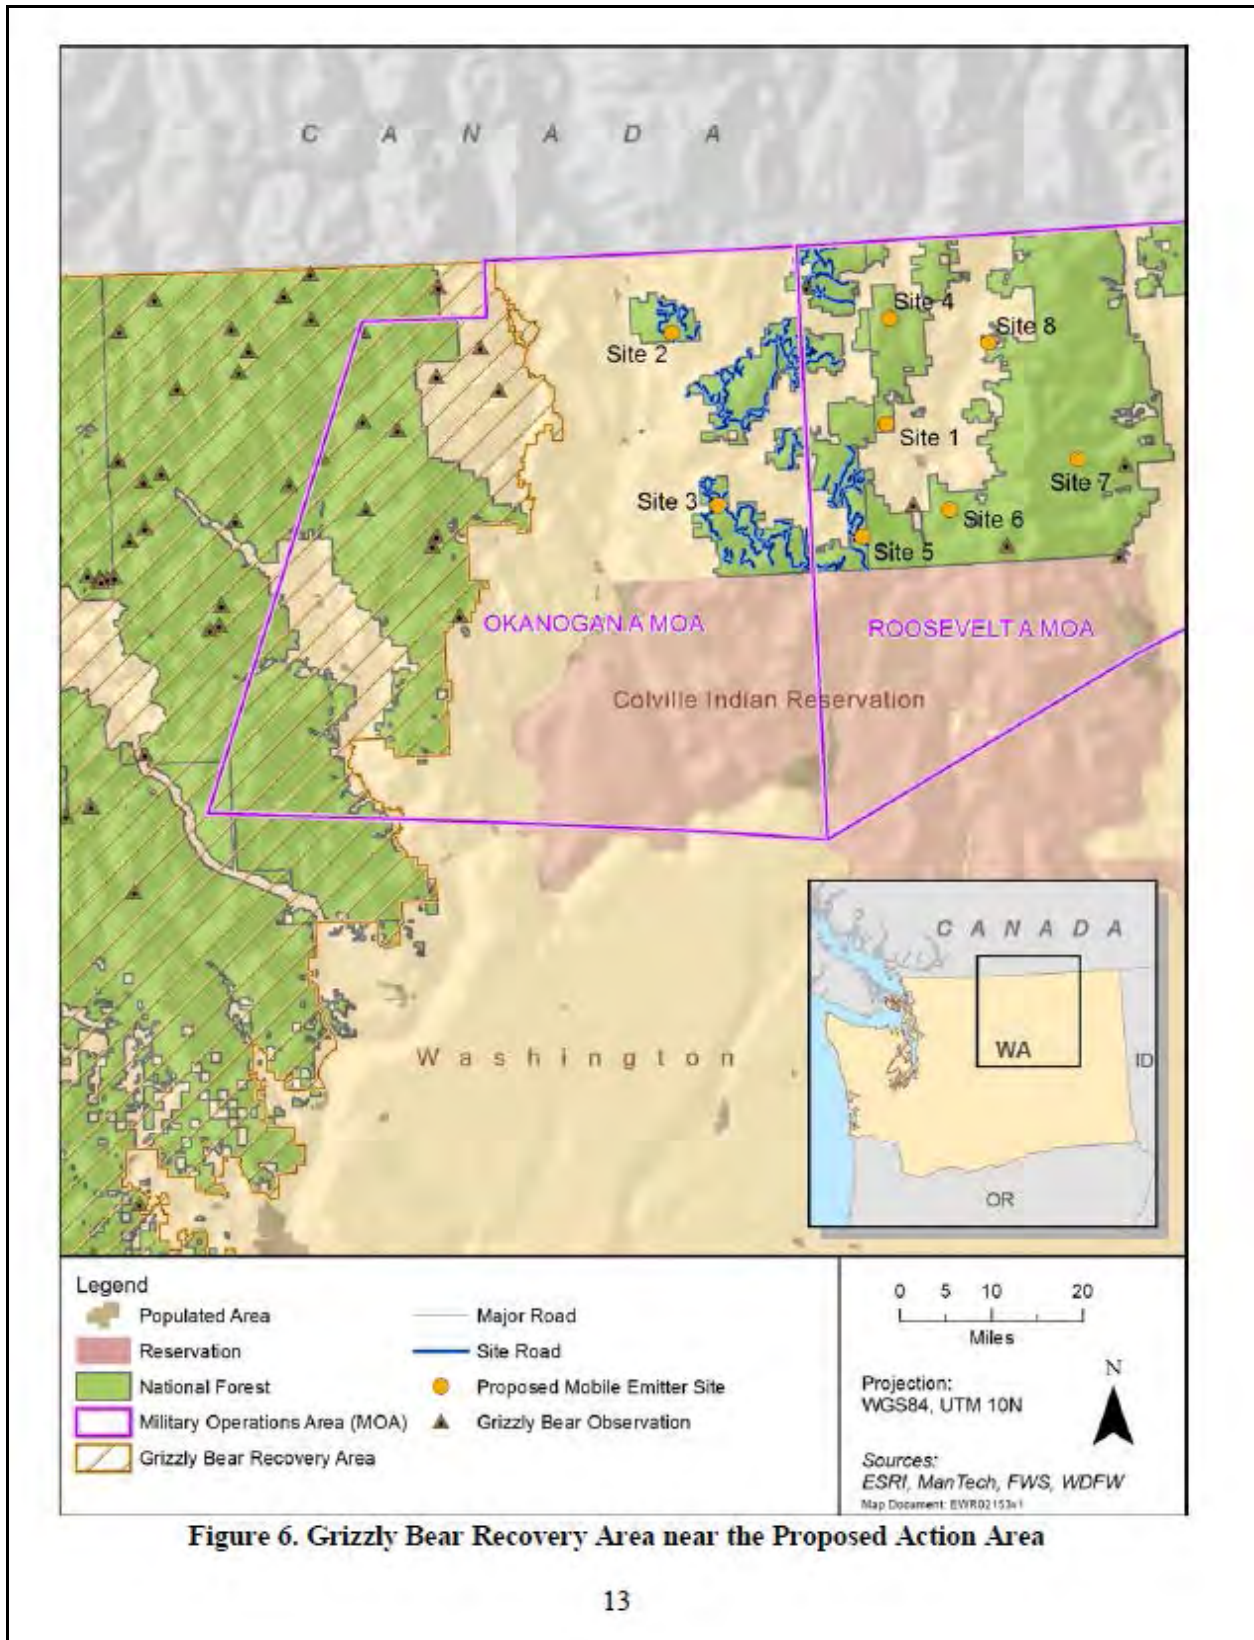 C A N A D A
Site 4
Site 8
Site 2
Site 1
Site 7
Site 3
Site 6
Site 5
OKANOGAN A MOA
ROOSEVELT A MOA
Colville Indian Reservation
Washington
C A N A D A
WA
ID
OR
Legend
Populated Area
Reservation
National Forest
Military Operations Area (MOA)
Grizzly Bear Recovery Area
Major Road
Site Road
Proposed Mobile Emitter Site
Grizzly Bear Observation
0 5 10 20
Miles
N
Projection:
WGS84, UTM 10N
Sources:
ESRI, ManTech, FWS, WDFW
Map Document: EWR02153v1
Figure 6. Grizzly Bear Recovery Area near the Proposed Action Area
13